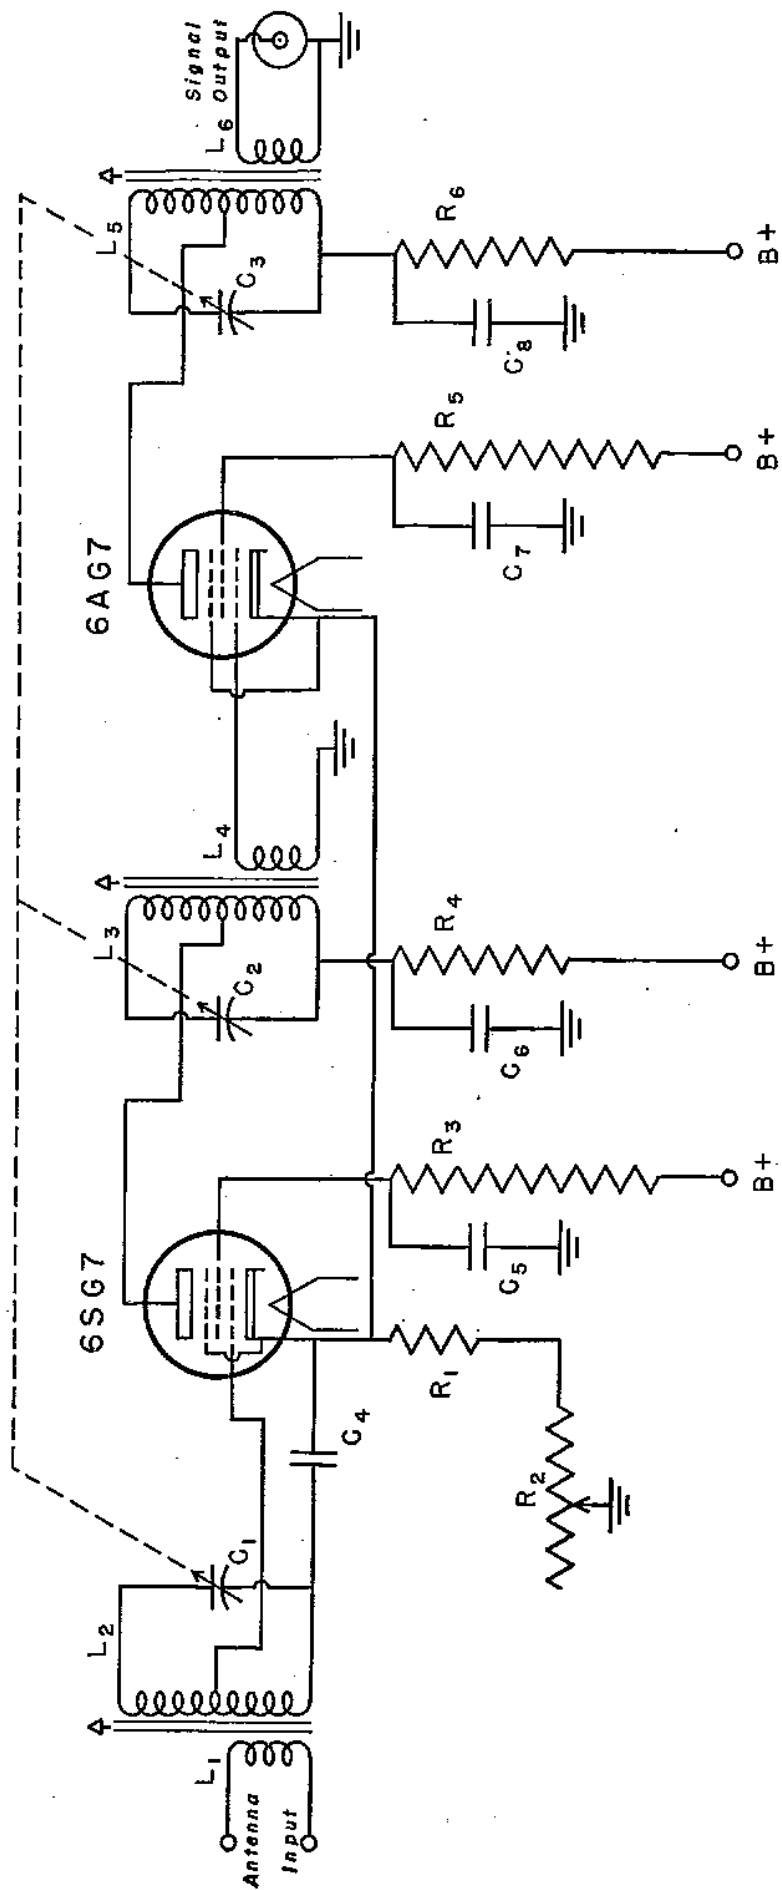 Antenna
Input
L1
L2
C1
6SG7
C4
R1
R2
C5
R3
B+
L3
C2
C6
R4
B+
L4
6AG7
C7
R5
B+
L5
C3
C8
R6
B+
L6
Signal
Output